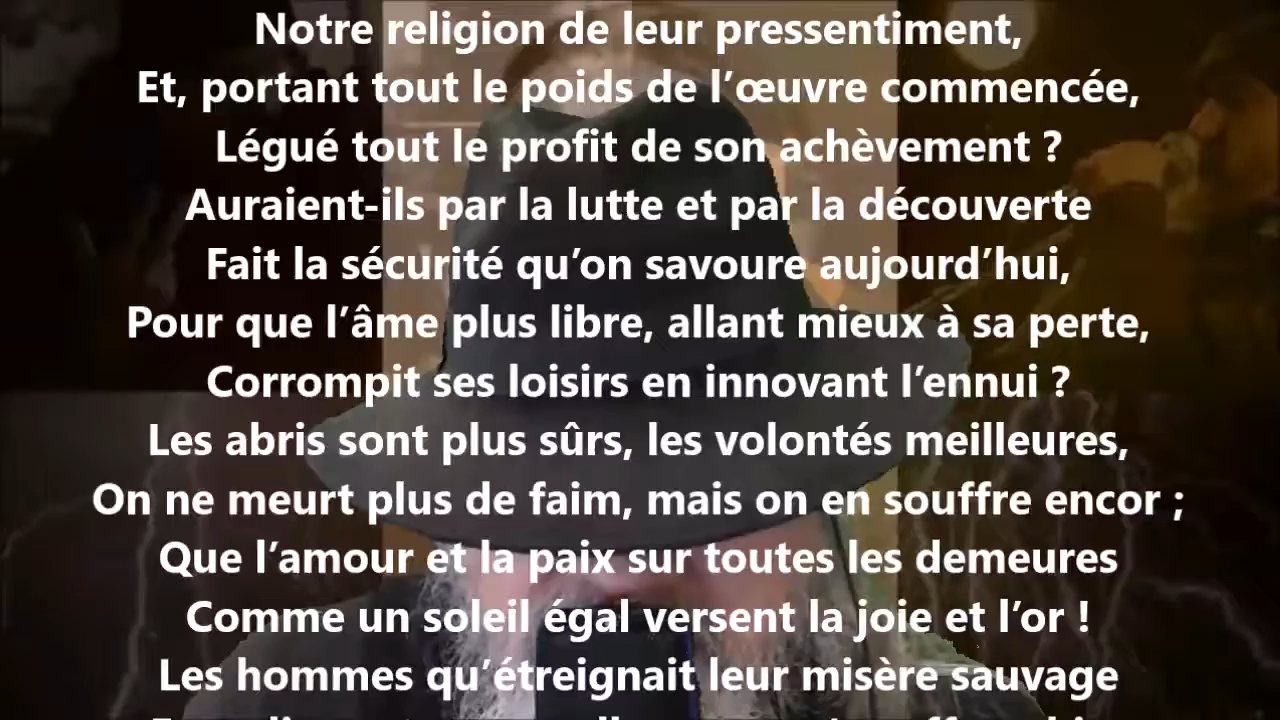 Notre religion de leur pressentiment,
Et, portant tout le poids de l’œuvre commencée,
Légué tout le profit de son achèvement ?
Auraient-ils par la lutte et par la découverte
Fait la sécurité qu’on savoure aujourd’hui,
Pour que l’âme plus libre, allant mieux à sa perte,
Corrompit ses loisirs en innovant l’ennui ?
Les abris sont plus sûrs, les volontés meilleures,
On ne meurt plus de faim, mais on en souffre encor ;
Que l’amour et la paix sur toutes les demeures
Comme un soleil égal versent la joie et l’or !
Les hommes qu’étreignait leur misère sauvage